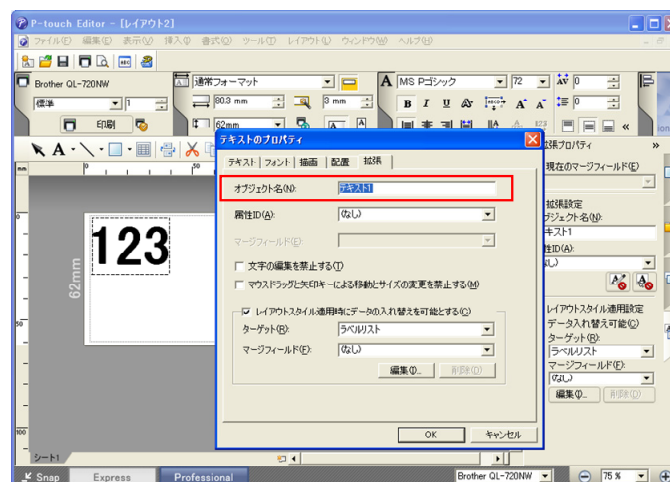 P-touch Editor - [レイアウト2]
ファイル(F) 編集(E) 表示(V) 挿入(I) 書式(O) ツール(T) レイアウト(L) ウィンドウ(W) ヘルプ(H)
Brother QL-720NW
通常フォーマット
MS Pゴシック
72
0
標準
1
80.3 mm
3 mm
B I U
0
印刷
62mm
テキストのプロパティ
テキスト フォント 描画 配置 拡張
オブジェクト名(N): テキスト1
属性ID(A): (なし)
マージフィールド(E):
文字の編集を禁止する(T)
マウスドラッグと矢印キーによる移動とサイズの変更を禁止する(M)
レイアウトスタイル適用時にデータの入れ替えを可能とする(C)
ターゲット(R): ラベルリスト
マージフィールド(F): (なし)
編集(I)... 削除(D)
OK キャンセル
mm
0
50
0
50
100
62mm
123
拡張プロパティ
現在のマージフィールド(E):
拡張設定
ブジェクト名(N):
キスト1
性ID(A):
レイアウトスタイル適用設定
データ入れ替え可能(C)
ターゲット(R):
ラベルリスト
マージフィールド(F):
(なし)
編集(I)... 削除(D)
シート1
Snap Express Professional
Brother QL-720NW
75 %